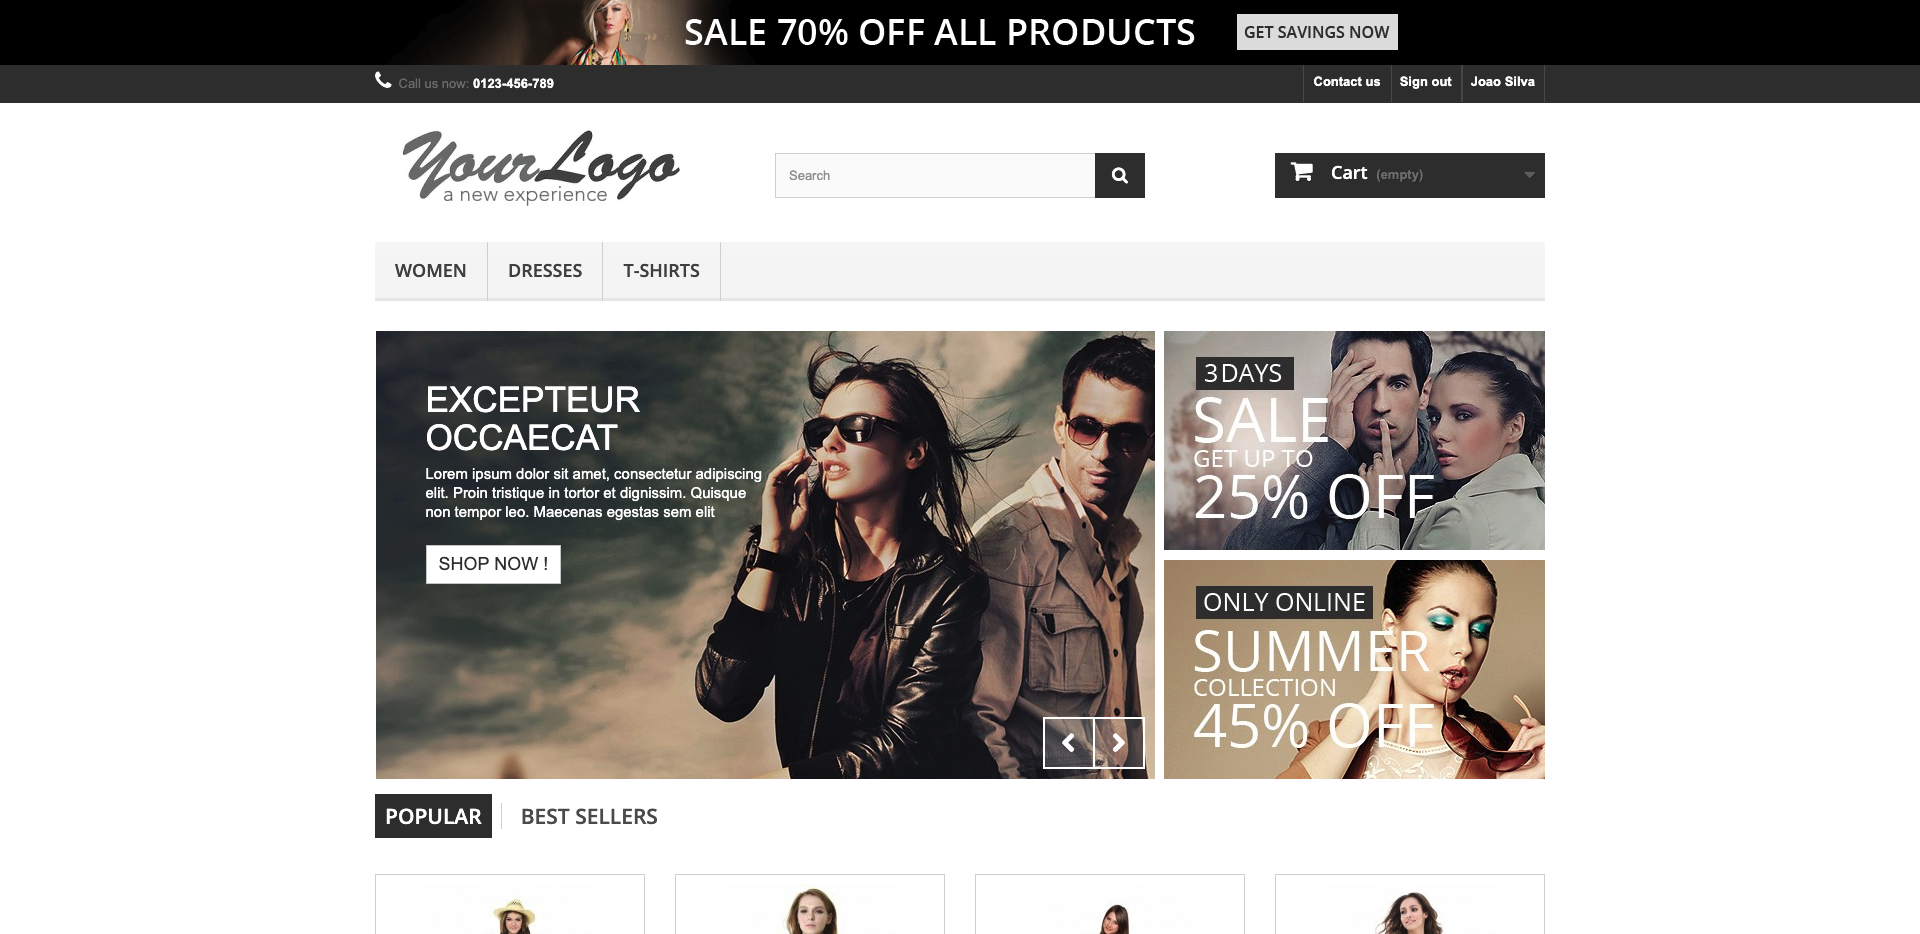 SALE 70% OFF ALL PRODUCTS
GET SAVINGS NOW
Call us now: 0123-456-789
Contact us
Sign out
Joao Silva
YourLogo
a new experience
Search
Cart (empty)
WOMEN
DRESSES
T-SHIRTS
EXCEPTEUR
OCCAECAT
Lorem ipsum dolor sit amet, consectetur adipiscing
elit. Proin tristique in tortor et dignissim. Quisque
non tempor leo. Maecenas egestas sem elit
SHOP NOW !
3DAYS
SALE
GET UP TO
25% OFF
ONLY ONLINE
SUMMER
COLLECTION
45% OFF
POPULAR
BEST SELLERS